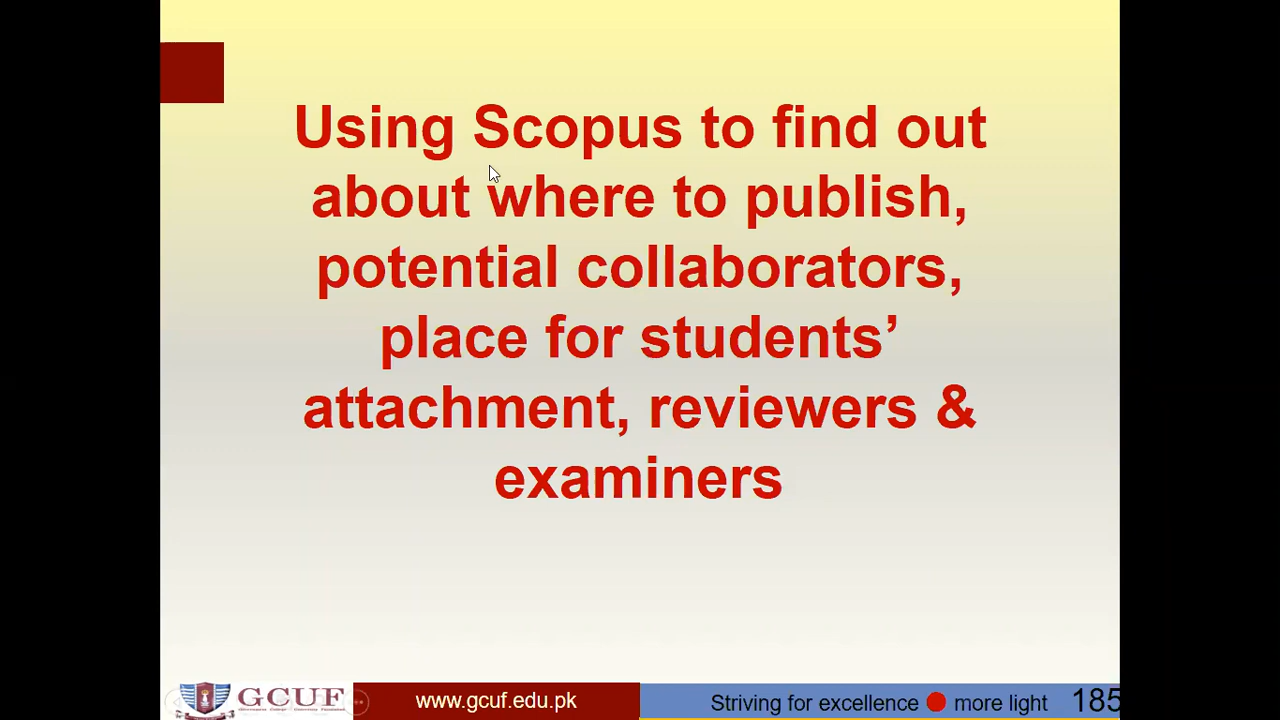 Using Scopus to find out
about where to publish,
potential collaborators,
place for students’
attachment, reviewers &
examiners
GCUF
www.gcuf.edu.pk
Striving for excellence more light
185